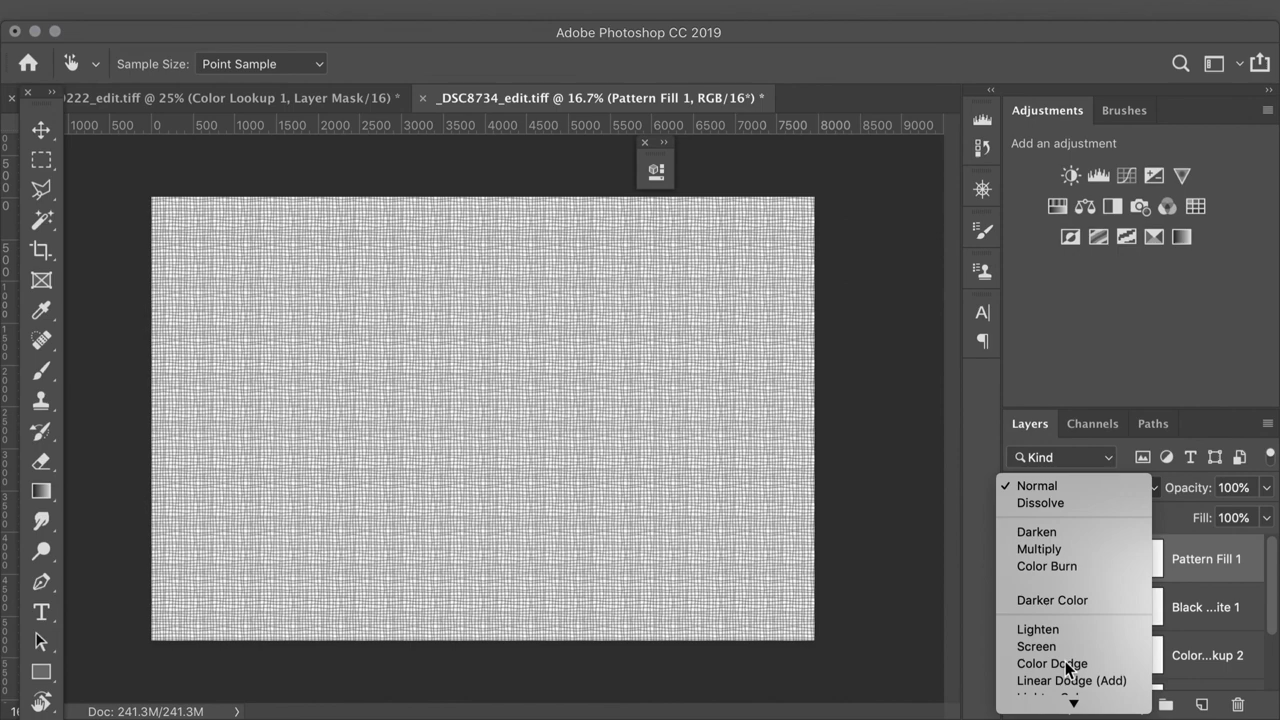 Adobe Photoshop CC 2019
Sample Size: Point Sample
222_edit.tiff @ 25% (Color Lookup 1, Layer Mask/16) *
_DSC8734_edit.tiff @ 16.7% (Pattern Fill 1, RGB/16*) *
1000 500 0 500 1000 1500 2000 2500 3000 3500 4000 4500 5000 5500 6000 6500 7000 7500 8000 8500 9000
Adjustments Brushes
Add an adjustment
Layers Channels Paths
Kind
Normal
Opacity: 100%
Dissolve
Fill: 100%
Darken
Multiply
Color Burn
Pattern Fill 1
Darker Color
Black ...ite 1
Lighten
Screen
Color Dodge
Color...kup 2
Linear Dodge (Add)
Doc: 241.3M/241.3M